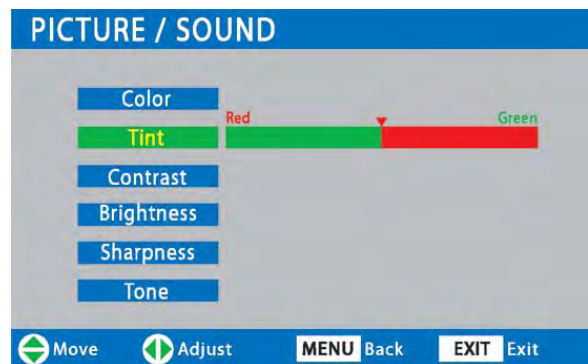 PICTURE / SOUND
Color
Red Green
Tint
Contrast
Brightness
Sharpness
Tone
Move Adjust MENU Back EXIT Exit